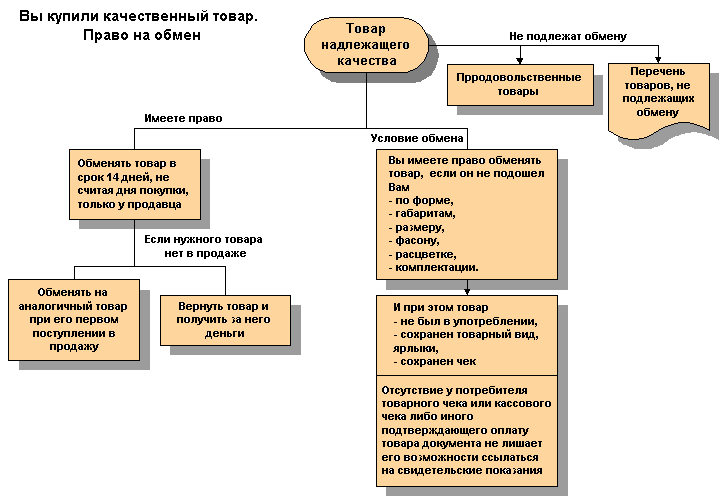 Вы купили качественный товар.
Право на обмен
Товар
надлежащего
качества
Не подлежат обмену
Прродовольственные
товары
Перечень
товаров, не
подлежащих
обмену
Имеете право
Условие обмена
Обменять товар в
срок 14 дней, не
считая дня покупки,
только у продавца
Вы имеете право обменять
товар, если он не подошел
Вам
- по форме,
- габаритам,
- размеру,
- фасону,
- расцветке,
- комплектации.
Если нужного товара
нет в продаже
Обменять на
аналогичный товар
при его первом
поступлении в
продажу
Вернуть товар и
получить за него
деньги
И при этом товар
- не был в употреблении,
- сохранен товарный вид,
ярлыки,
- сохранен чек
Отсутствие у потребителя
товарного чека или кассового
чека либо иного
подтверждающего оплату
товара документа не лишает
его возможности ссылаться
на свидетельские показания